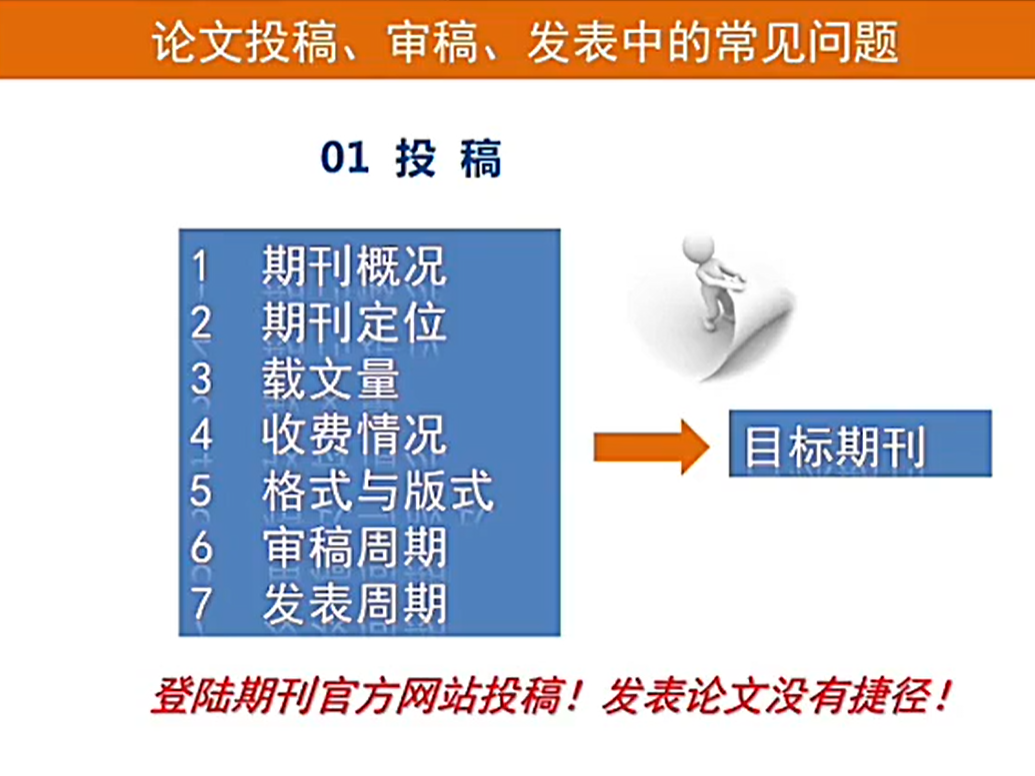 论文投稿、审稿、发表中的常见问题
01 投 稿
1 期刊概况
2 期刊定位
3 载文量
4 收费情况
5 格式与版式
6 审稿周期
7 发表周期
目标期刊
登陆期刊官方网站投稿！发表论文没有捷径！